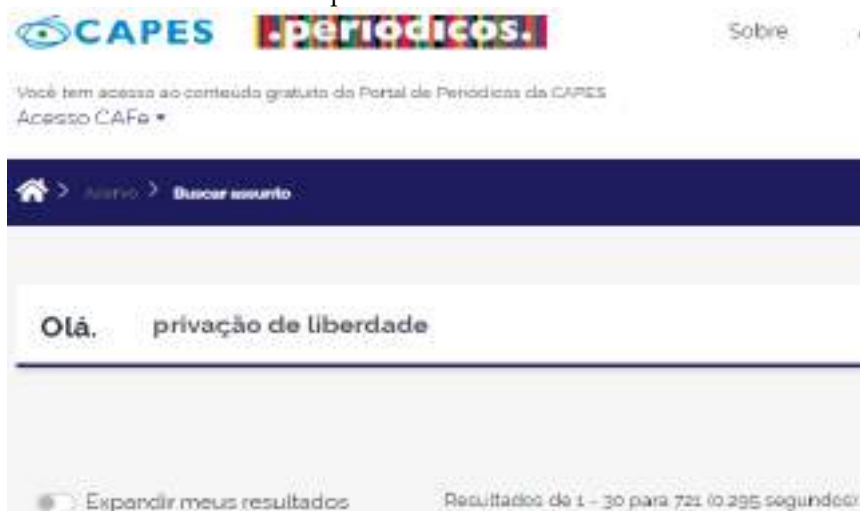 CAPES .periodicos. Sobre
Você tem acesso ao conteúdo gratuito do Portal de Periódicos da CAPES
Acesso CAFe
> Acervo > Buscar assunto
Olá. privação de liberdade
Expandir meus resultados Resultados de 1 - 30 para 721 (0.295 segundos)